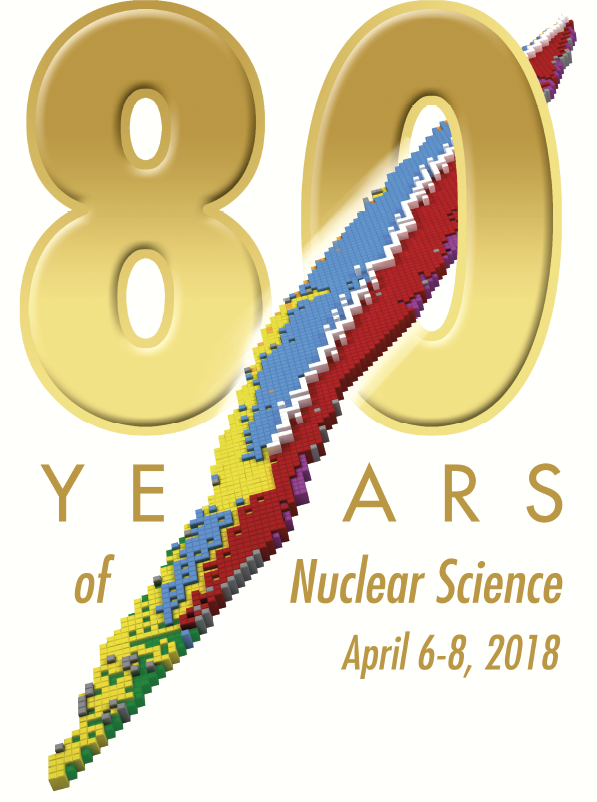 80
YEARS
of Nuclear Science
April 6-8, 2018